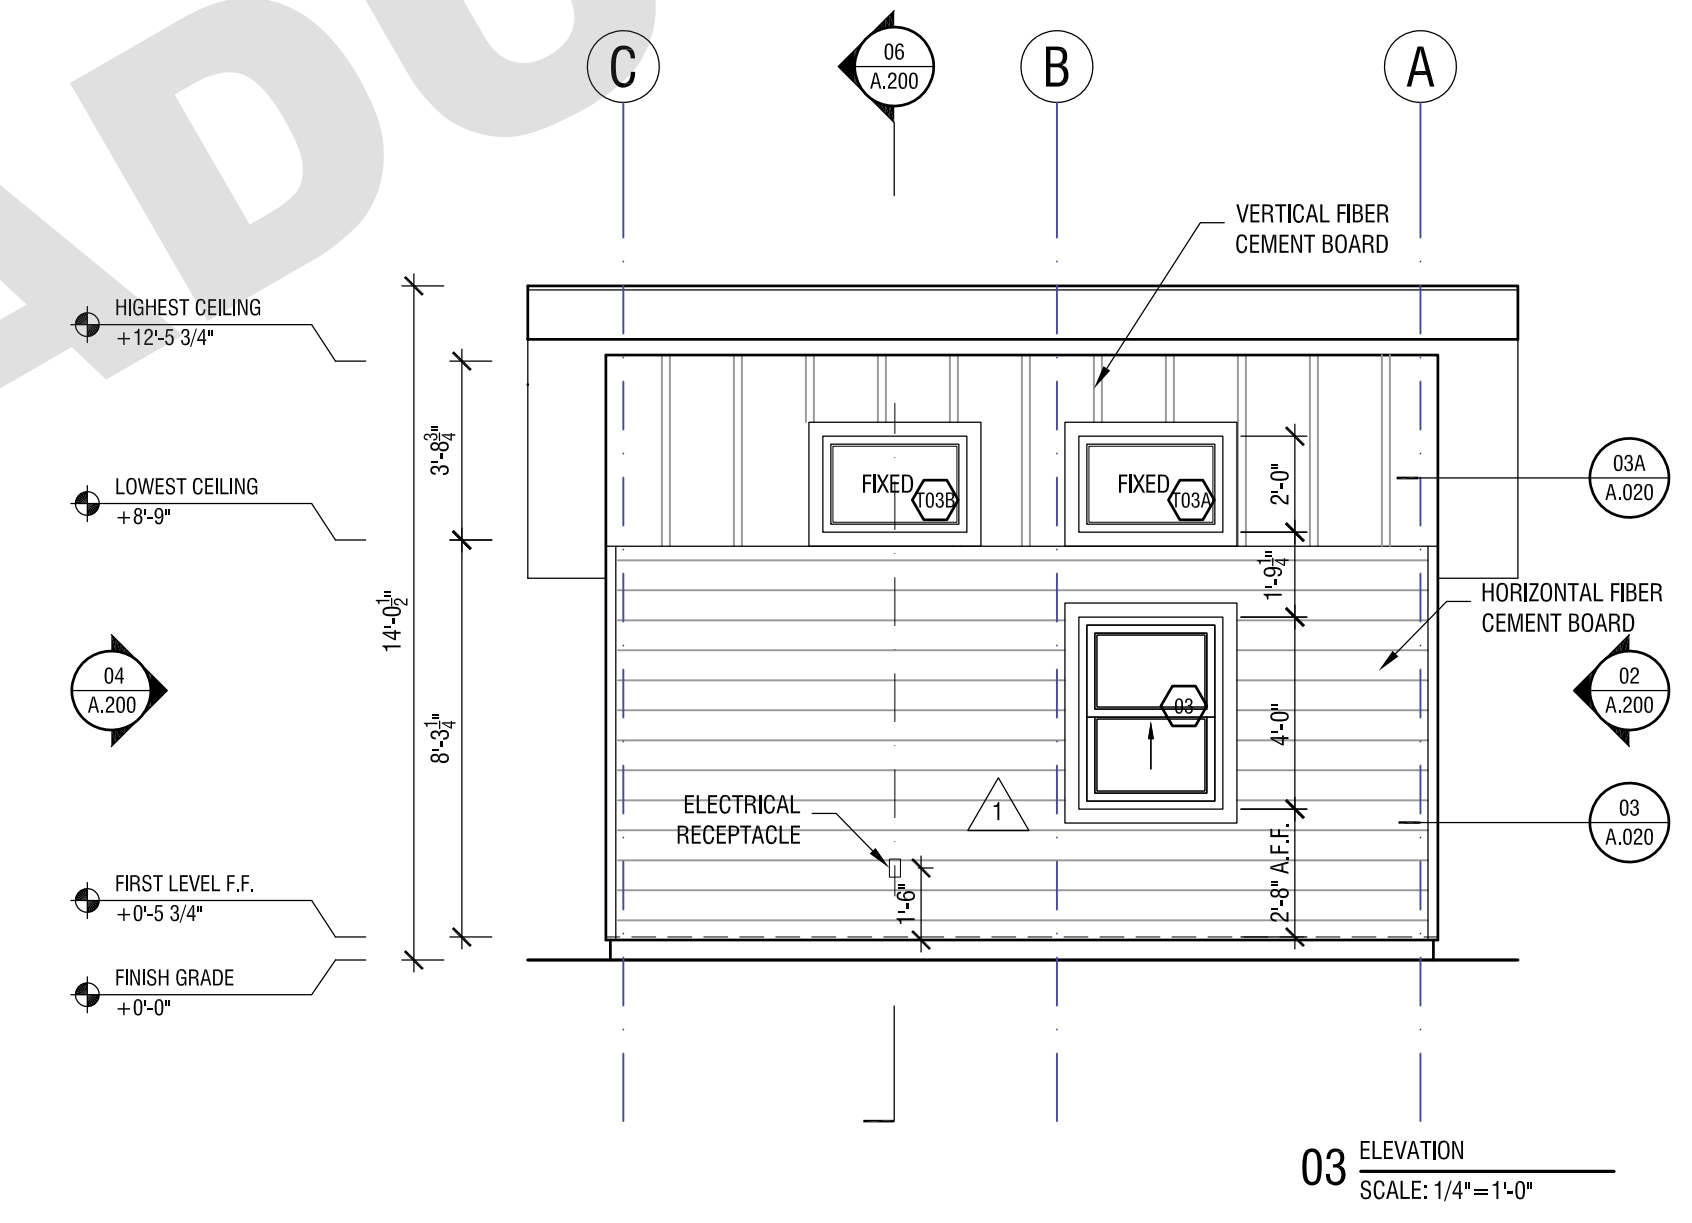 ADU
C
06
A.200
B
A
VERTICAL FIBER
CEMENT BOARD
HIGHEST CEILING
+12'-5 3/4"
LOWEST CEILING
+8'-9"
3'-8 3/4"
14'-0 1/2"
8'-3 1/4"
FIXED
T03B
FIXED
T03A
2'-0"
1'-9 1/4"
03A
A.020
HORIZONTAL FIBER
CEMENT BOARD
04
A.200
02
A.200
03
4'-0"
ELECTRICAL
RECEPTACLE
1
03
A.020
1'-6"
2'-8" A.F.F.
FIRST LEVEL F.F.
+0'-5 3/4"
FINISH GRADE
+0'-0"
03
ELEVATION
SCALE: 1/4"=1'-0"